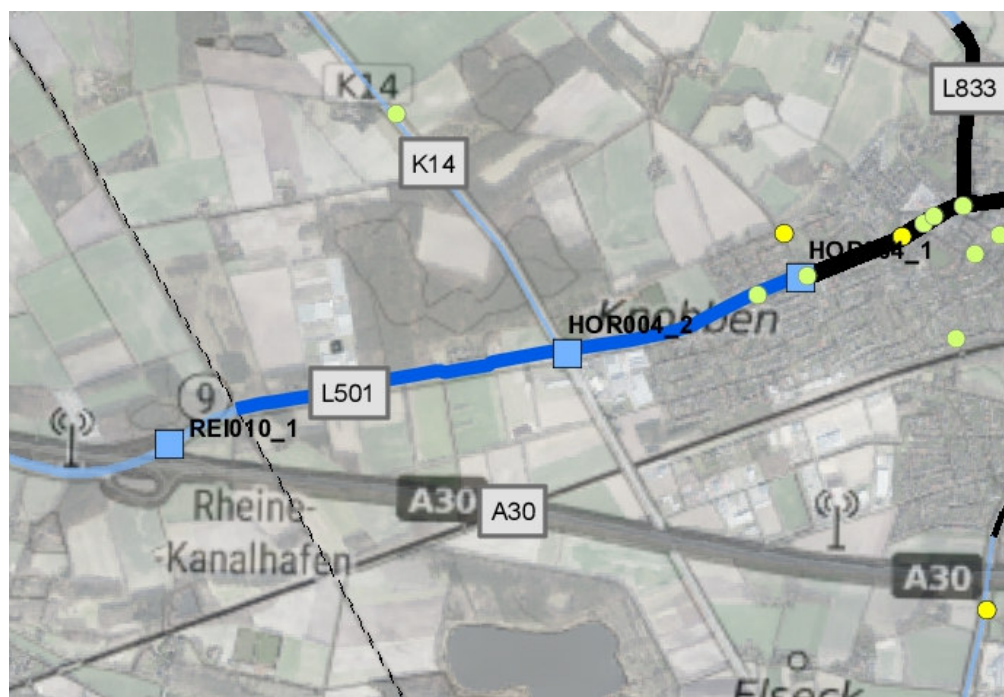 K14
L833
K14
HOR004_1
Knobben
HOR004_2
L501
9
REI010_1
Rheine-
-Kanalhafen
A30
A30
A30
Elseck